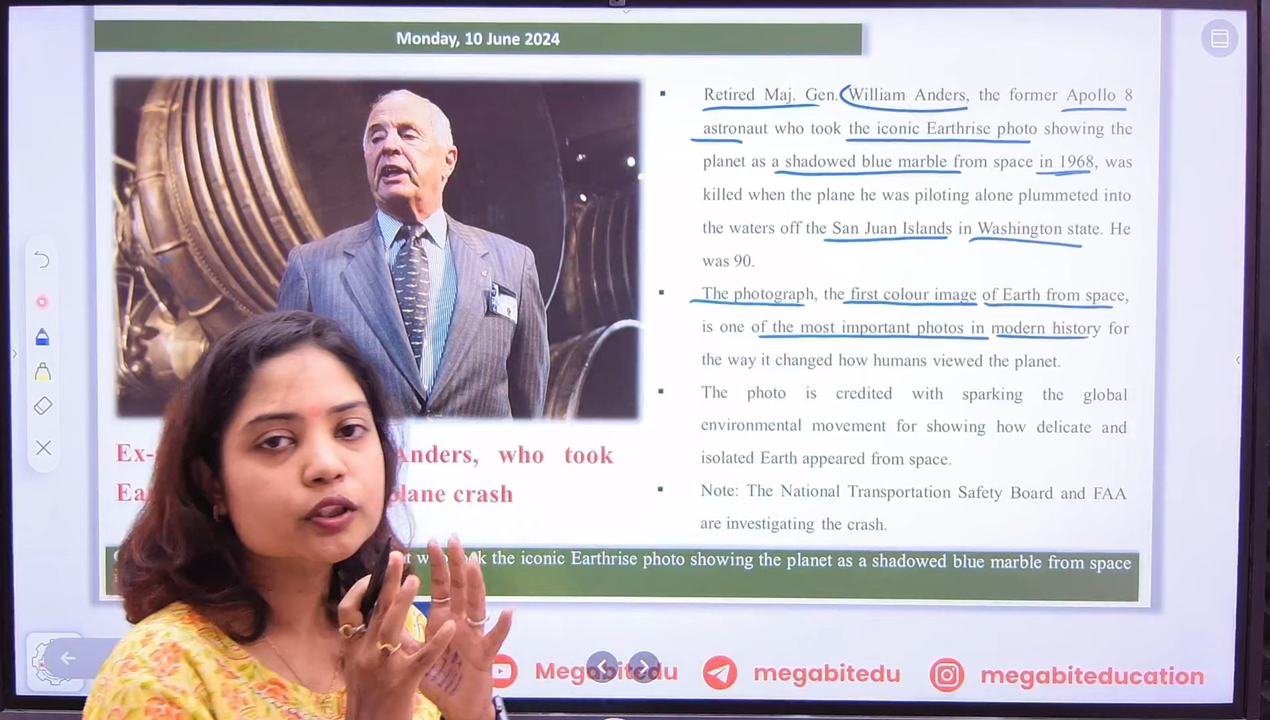 Monday, 10 June 2024
Retired Maj. Gen. William Anders, the former Apollo 8
astronaut who took the iconic Earthrise photo showing the
planet as a shadowed blue marble from space in 1968, was
killed when the plane he was piloting alone plummeted into
the waters off the San Juan Islands in Washington state. He
was 90.
The photograph, the first colour image of Earth from space,
is one of the most important photos in modern history for
the way it changed how humans viewed the planet.
The photo is credited with sparking the global
environmental movement for showing how delicate and
isolated Earth appeared from space.
Note: The National Transportation Safety Board and FAA
are investigating the crash.
Ex- Anders, who took
plane crash
the iconic Earthrise photo showing the planet as a shadowed blue marble from space
Megabitedu megabitedu megabiteducation